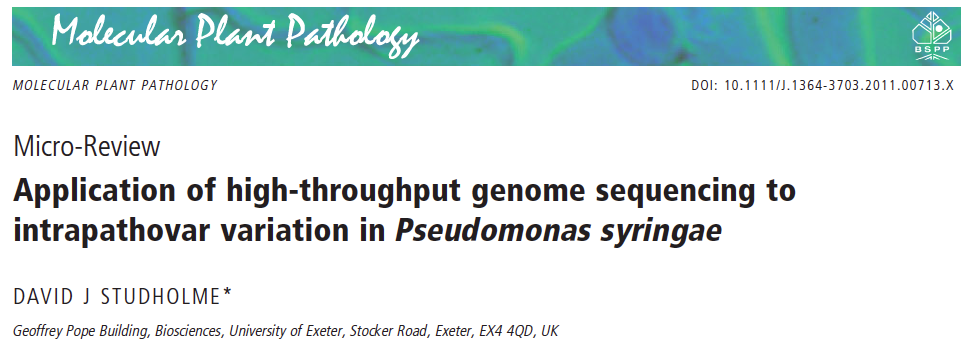 Molecular Plant Pathology
BSPP
MOLECULAR PLANT PATHOLOGY
DOI: 10.1111/J.1364-3703.2011.00713.X
Micro-Review
Application of high-throughput genome sequencing to
intrapathovar variation in Pseudomonas syringae
DAVID J STUDHOLME*
Geoffrey Pope Building, Biosciences, University of Exeter, Stocker Road, Exeter, EX4 4QD, UK